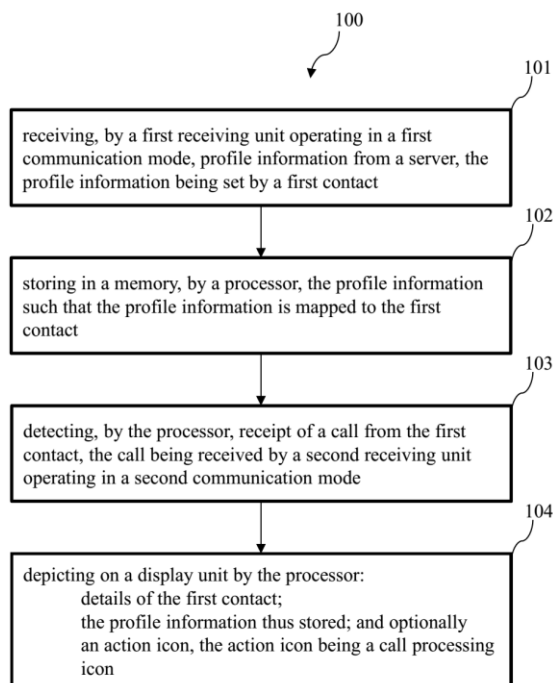 100
101
receiving, by a first receiving unit operating in a first
communication mode, profile information from a server, the
profile information being set by a first contact
102
storing in a memory, by a processor, the profile information
such that the profile information is mapped to the first
contact
103
detecting, by the processor, receipt of a call from the first
contact, the call being received by a second receiving unit
operating in a second communication mode
104
depicting on a display unit by the processor:
details of the first contact;
the profile information thus stored; and optionally
an action icon, the action icon being a call processing
icon